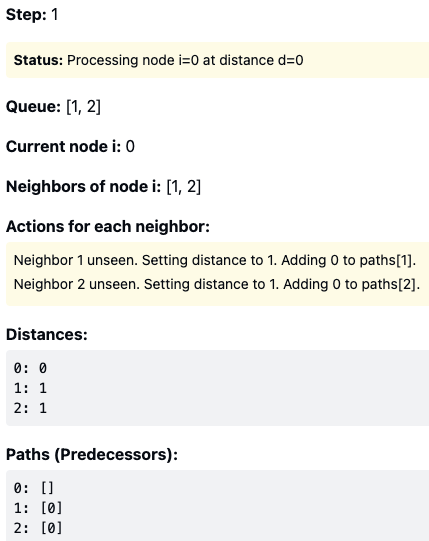 Step: 1
Status: Processing node i=0 at distance d=0
Queue: [1, 2]
Current node i: 0
Neighbors of node i: [1, 2]
Actions for each neighbor:
Neighbor 1 unseen. Setting distance to 1. Adding 0 to paths[1].
Neighbor 2 unseen. Setting distance to 1. Adding 0 to paths[2].
Distances:
0: 0
1: 1
2: 1
Paths (Predecessors):
0: []
1: [0]
2: [0]